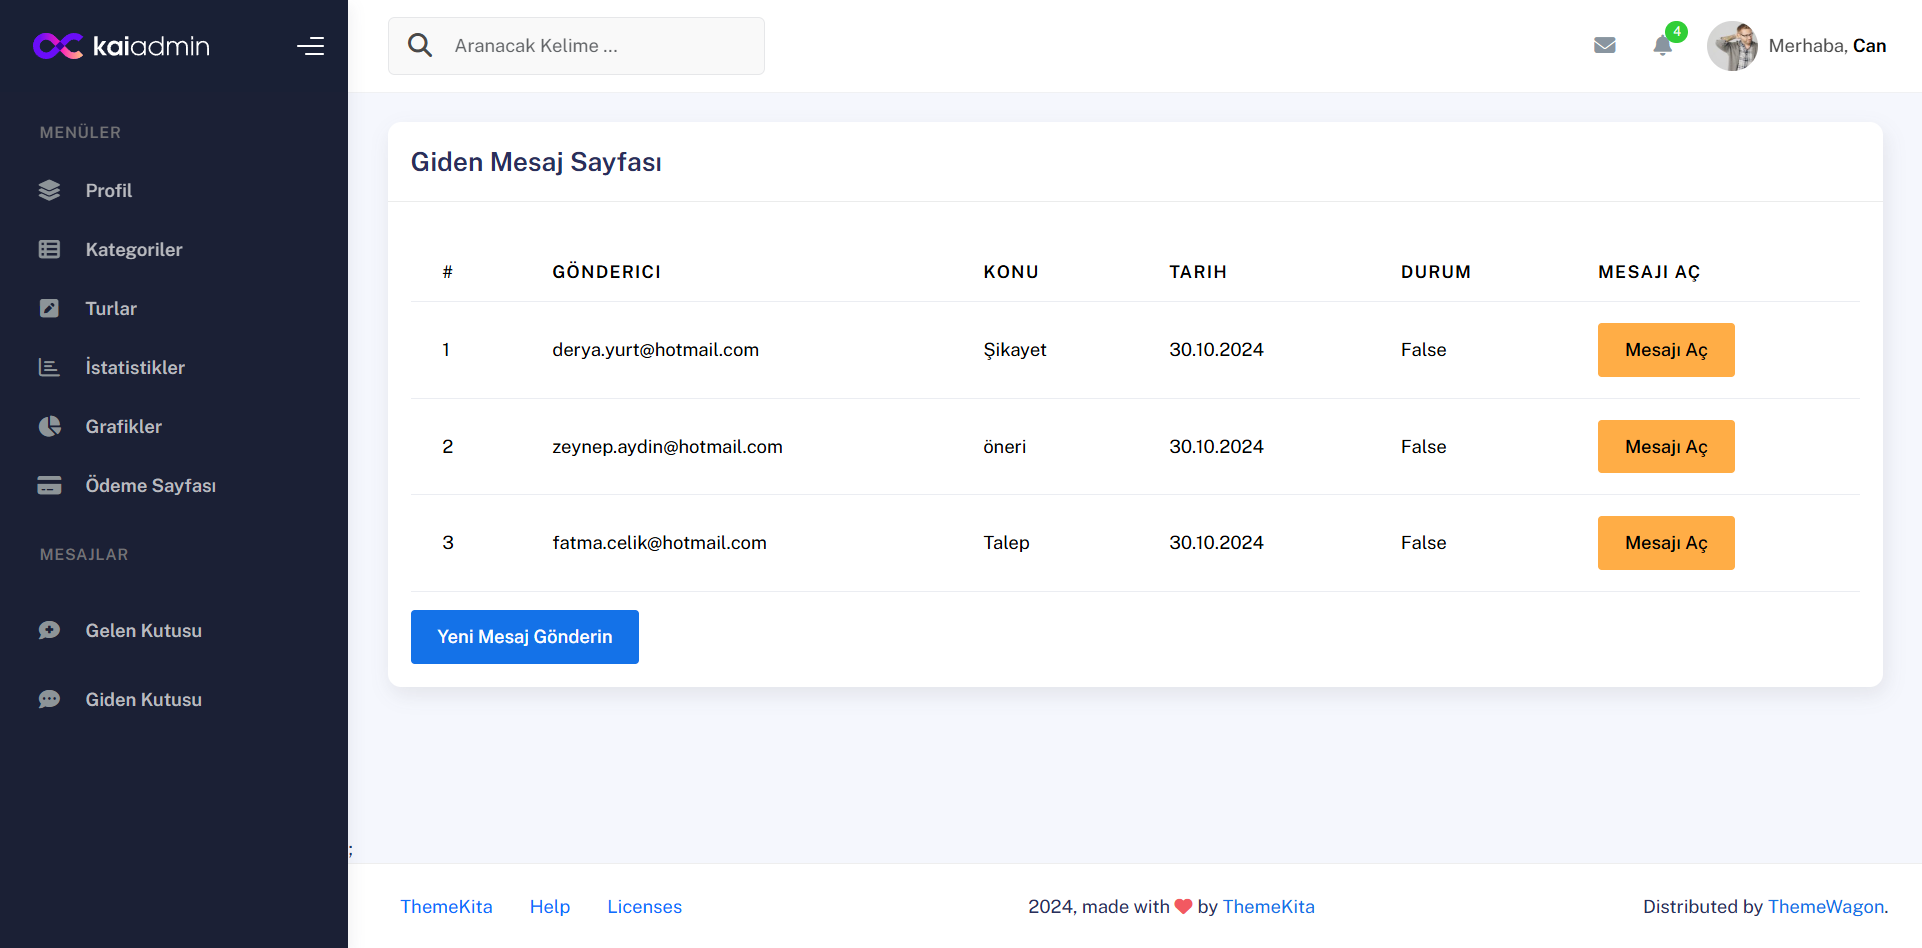 kaiadmin
Aranacak Kelime ...
4
Merhaba, Can
MENÜLER
Profil
Kategoriler
Turlar
İstatistikler
Grafikler
Ödeme Sayfası
MESAJLAR
Gelen Kutusu
Giden Kutusu
Giden Mesaj Sayfası
# GÖNDERICI KONU TARIH DURUM MESAJI AÇ
1 derya.yurt@hotmail.com Şikayet 30.10.2024 False Mesajı Aç
2 zeynep.aydin@hotmail.com öneri 30.10.2024 False Mesajı Aç
3 fatma.celik@hotmail.com Talep 30.10.2024 False Mesajı Aç
Yeni Mesaj Gönderin
;
ThemeKita Help Licenses 2024, made with ❤ by ThemeKita Distributed by ThemeWagon.